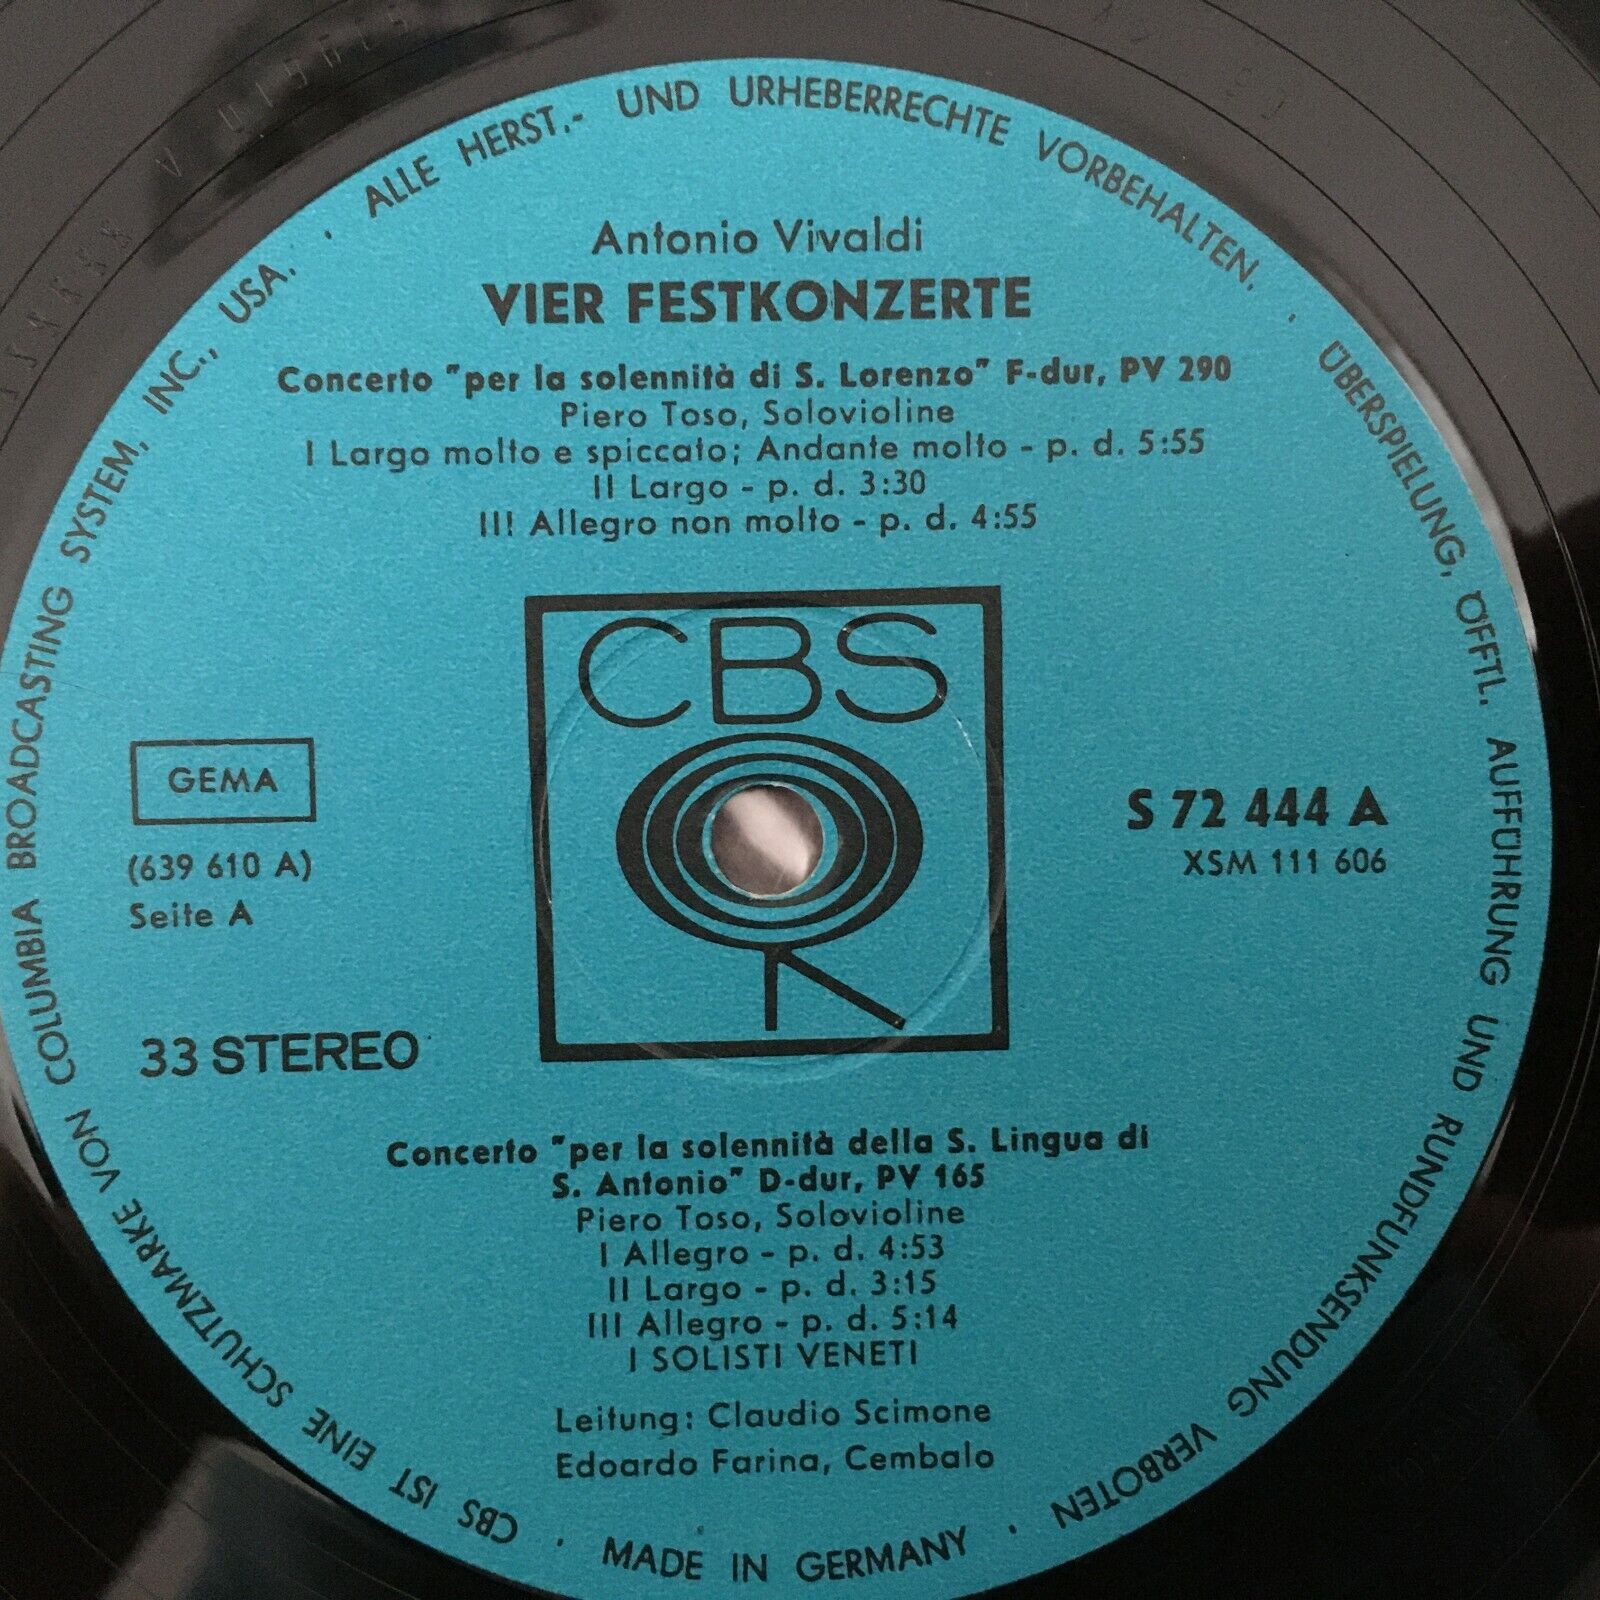 ALLE HERST.- UND URHEBERRECHTE VORBEHALTEN. · ÜBERSPIELUNG, ÖFFTL. AUFFÜHRUNG UND RUNDFUNKSENDUNG VERBOTEN · MADE IN GERMANY · CBS IST EINE SCHUTZMARKE VON COLUMBIA BROADCASTING SYSTEM, INC., USA. ·
Antonio Vivaldi
VIER FESTKONZERTE
Concerto "per la solennità di S. Lorenzo" F-dur, PV 290
Piero Toso, Solovioline
I Largo molto e spiccato; Andante molto - p. d. 5:55
II Largo - p. d. 3:30
III Allegro non molto - p. d. 4:55
CBS
GEMA
(639 610 A)
Seite A
S 72 444 A
XSM 111 606
33 STEREO
Concerto "per la solennità della S. Lingua di
S. Antonio" D-dur, PV 165
Piero Toso, Solovioline
I Allegro - p. d. 4:53
II Largo - p. d. 3:15
III Allegro - p. d. 5:14
I SOLISTI VENETI
Leitung: Claudio Scimone
Edoardo Farina, Cembalo